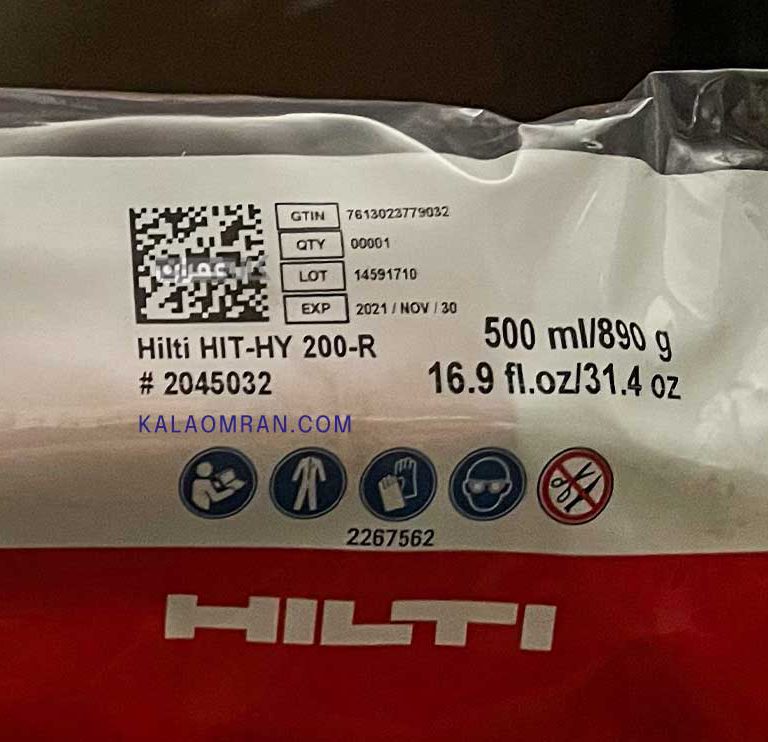 GTIN 7613023779032
QTY 00001
LOT 14591710
EXP 2021 / NOV / 30
Hilti HIT-HY 200-R
# 2045032
500 ml/890 g
16.9 fl.oz/31.4 oz
KALAOMRAN.COM
2267562
HILTI